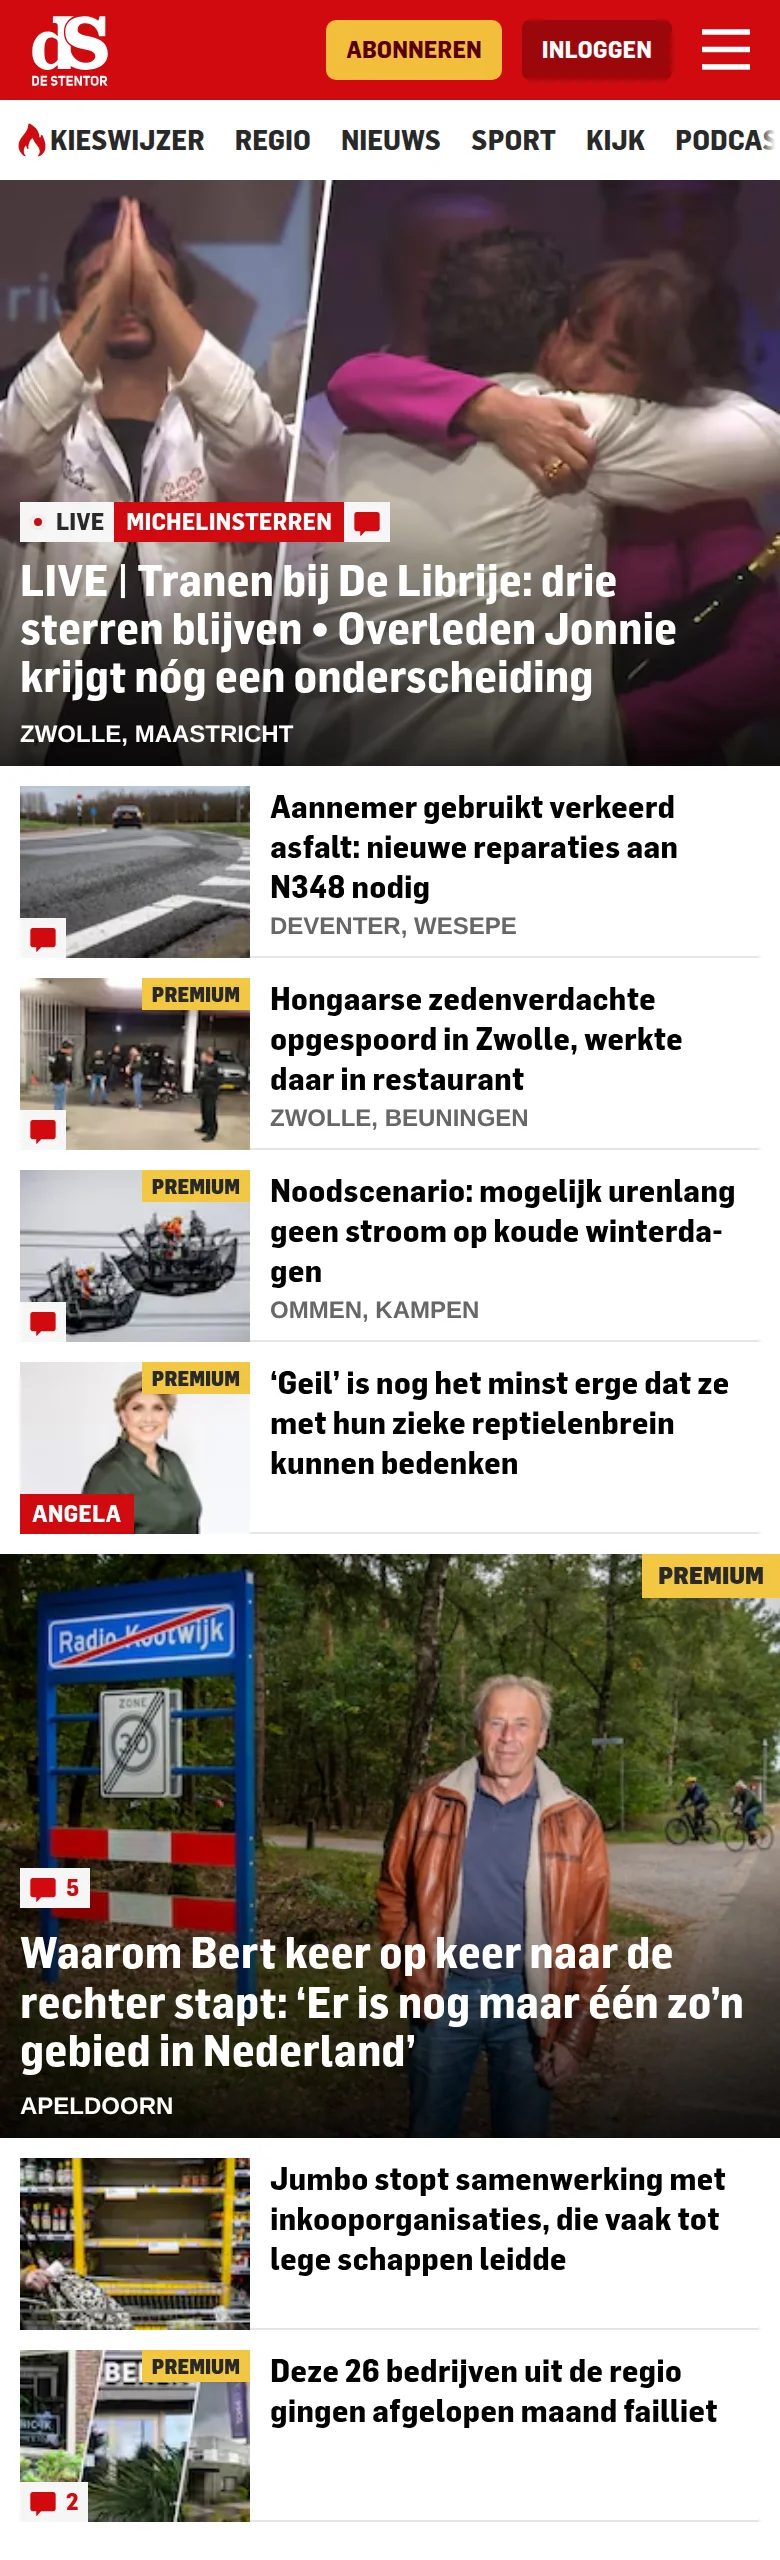 dS
DE STENTOR
ABONNEREN
INLOGGEN
KIESWIJZER REGIO NIEUWS SPORT KIJK PODCAS
ri
LIVE MICHELINSTERREN
LIVE | Tranen bij De Librije: drie
sterren blijven • Overleden Jonnie
krijgt nóg een onderscheiding
ZWOLLE, MAASTRICHT
Aannemer gebruikt verkeerd
asfalt: nieuwe reparaties aan
N348 nodig
DEVENTER, WESEPE
PREMIUM
Hongaarse zedenverdachte
opgespoord in Zwolle, werkte
daar in restaurant
ZWOLLE, BEUNINGEN
PREMIUM
Noodscenario: mogelijk urenlang
geen stroom op koude winterda-
gen
OMMEN, KAMPEN
PREMIUM
ANGELA
‘Geil’ is nog het minst erge dat ze
met hun zieke reptielenbrein
kunnen bedenken
PREMIUM
Radio Kootwijk
ZONE
30
5
Waarom Bert keer op keer naar de
rechter stapt: ‘Er is nog maar één zo’n
gebied in Nederland’
APELDOORN
Jumbo stopt samenwerking met
inkooporganisaties, die vaak tot
lege schappen leidde
PREMIUM
2
Deze 26 bedrijven uit de regio
gingen afgelopen maand failliet